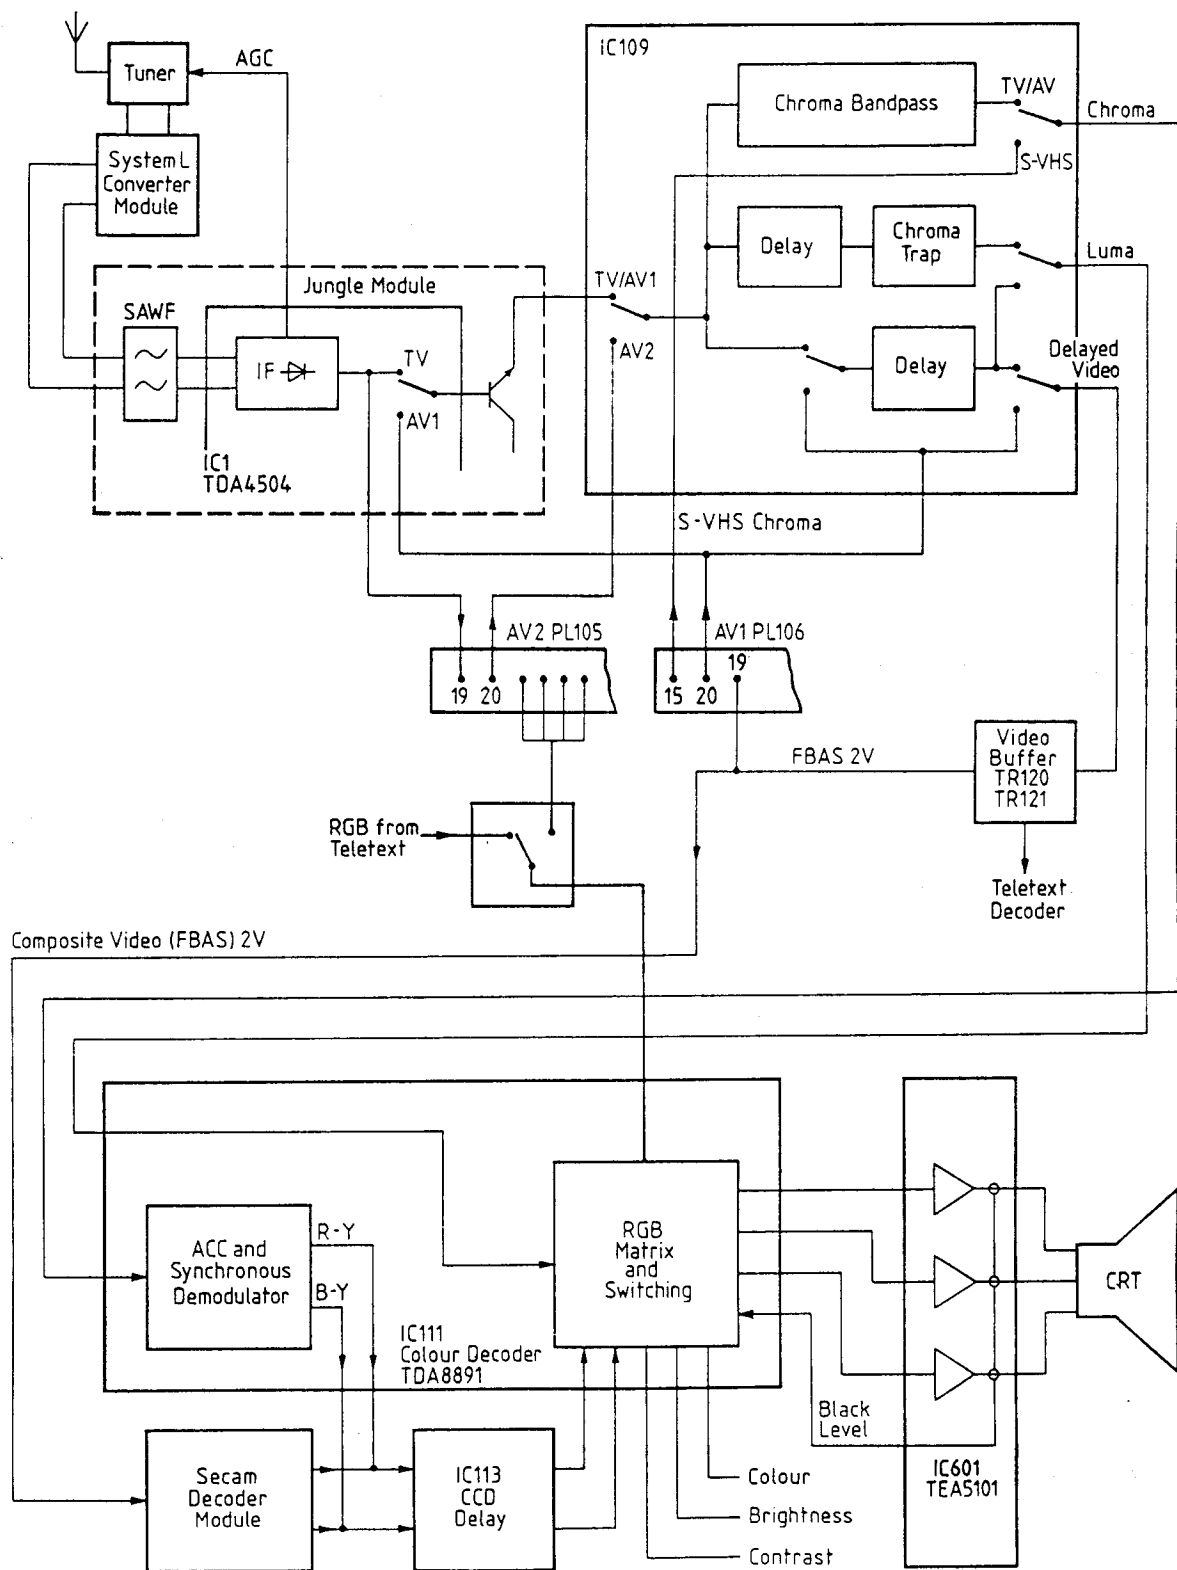 AGC
Tuner
System L
Converter
Module
Jungle Module
SAWF
IF
TV
AV1
IC1
TDA4504
IC109
Chroma Bandpass
TV/AV
Chroma
S-VHS
Delay
Chroma
Trap
Luma
TV/AV1
AV2
Delay
Delayed
Video
S-VHS Chroma
AV2 PL105
19 20
AV1 PL106
19
15 20
FBAS 2V
Video
Buffer
TR120
TR121
RGB from
Teletext
Teletext
Decoder
Composite Video (FBAS) 2V
ACC and
Synchronous
Demodulator
R-Y
B-Y
RGB
Matrix
and
Switching
IC111
Colour Decoder
TDA8891
CRT
Black
Level
IC601
TEA5101
Secam
Decoder
Module
IC113
CCD
Delay
Colour
Brightness
Contrast